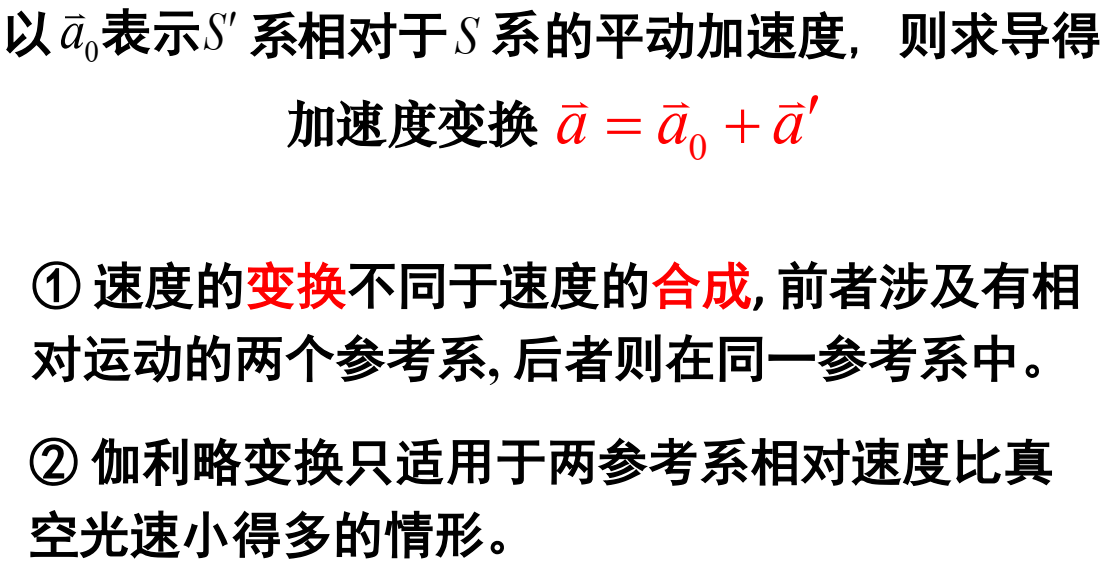 以 $\vec{a}_0$ 表示 $S'$ 系相对于 $S$ 系的平动加速度，则求导得
加速度变换 $\vec{a} = \vec{a}_0 + \vec{a}'$
① 速度的变换不同于速度的合成, 前者涉及有相
对运动的两个参考系, 后者则在同一参考系中。
② 伽利略变换只适用于两参考系相对速度比真
空光速小得多的情形。